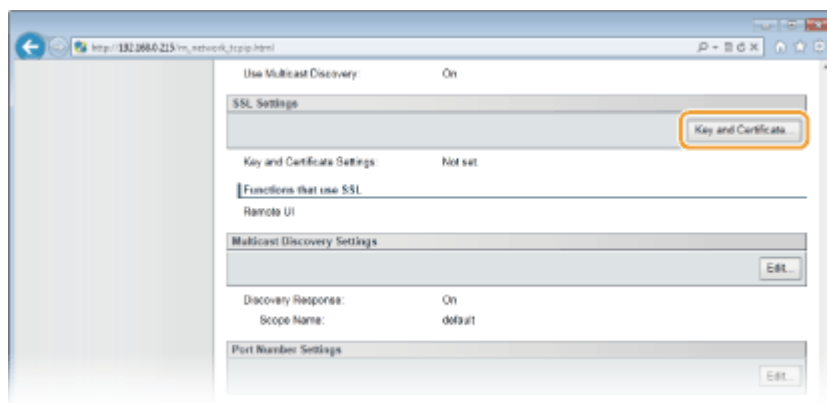 http://192.168.0.215/m_network_tcpip.html
Use Multicast Discovery: On
SSL Settings
Key and Certificate...
Key and Certificate Settings: Not set.
Functions that use SSL
Remote UI
Multicast Discovery Settings
Edit...
Discovery Response: On
Scope Name: default
Port Number Settings
Edit...